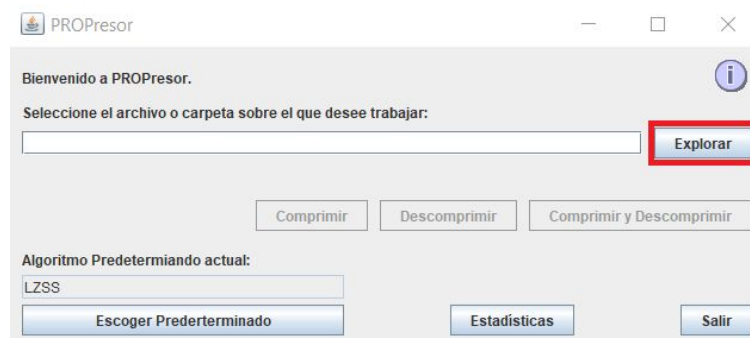 PROPresor
Bienvenido a PROPresor.
Seleccione el archivo o carpeta sobre el que desee trabajar:
Explorar
Comprimir Descomprimir Comprimir y Descomprimir
Algoritmo Predetermiando actual:
LZSS
Escoger Prederterminado Estadísticas Salir